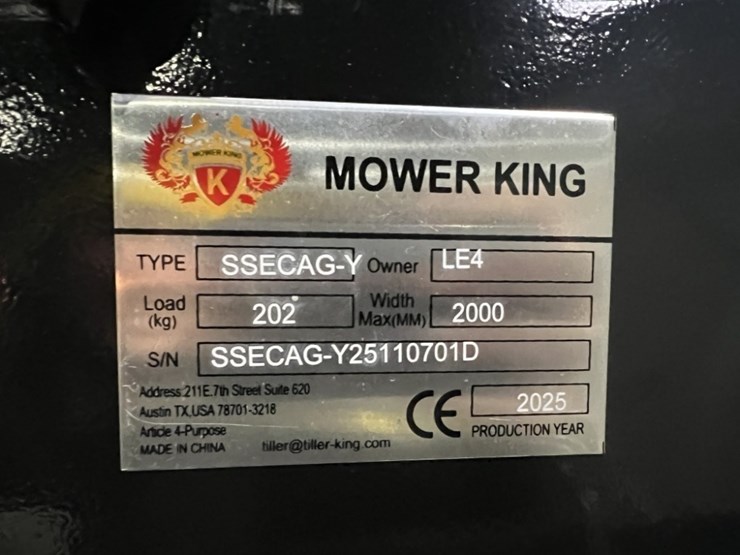 MOWER KING
K
MOWER KING
TYPE SSECAG-Y Owner LE4
Load (kg) 202 Width Max(MM) 2000
S/N SSECAG-Y25110701D
Address:211E.7th Street Suite 620
Austin TX,USA 78701-3218
Article 4-Purpose
MADE IN CHINA tiller@tiller-king.com
CE 2025
PRODUCTION YEAR